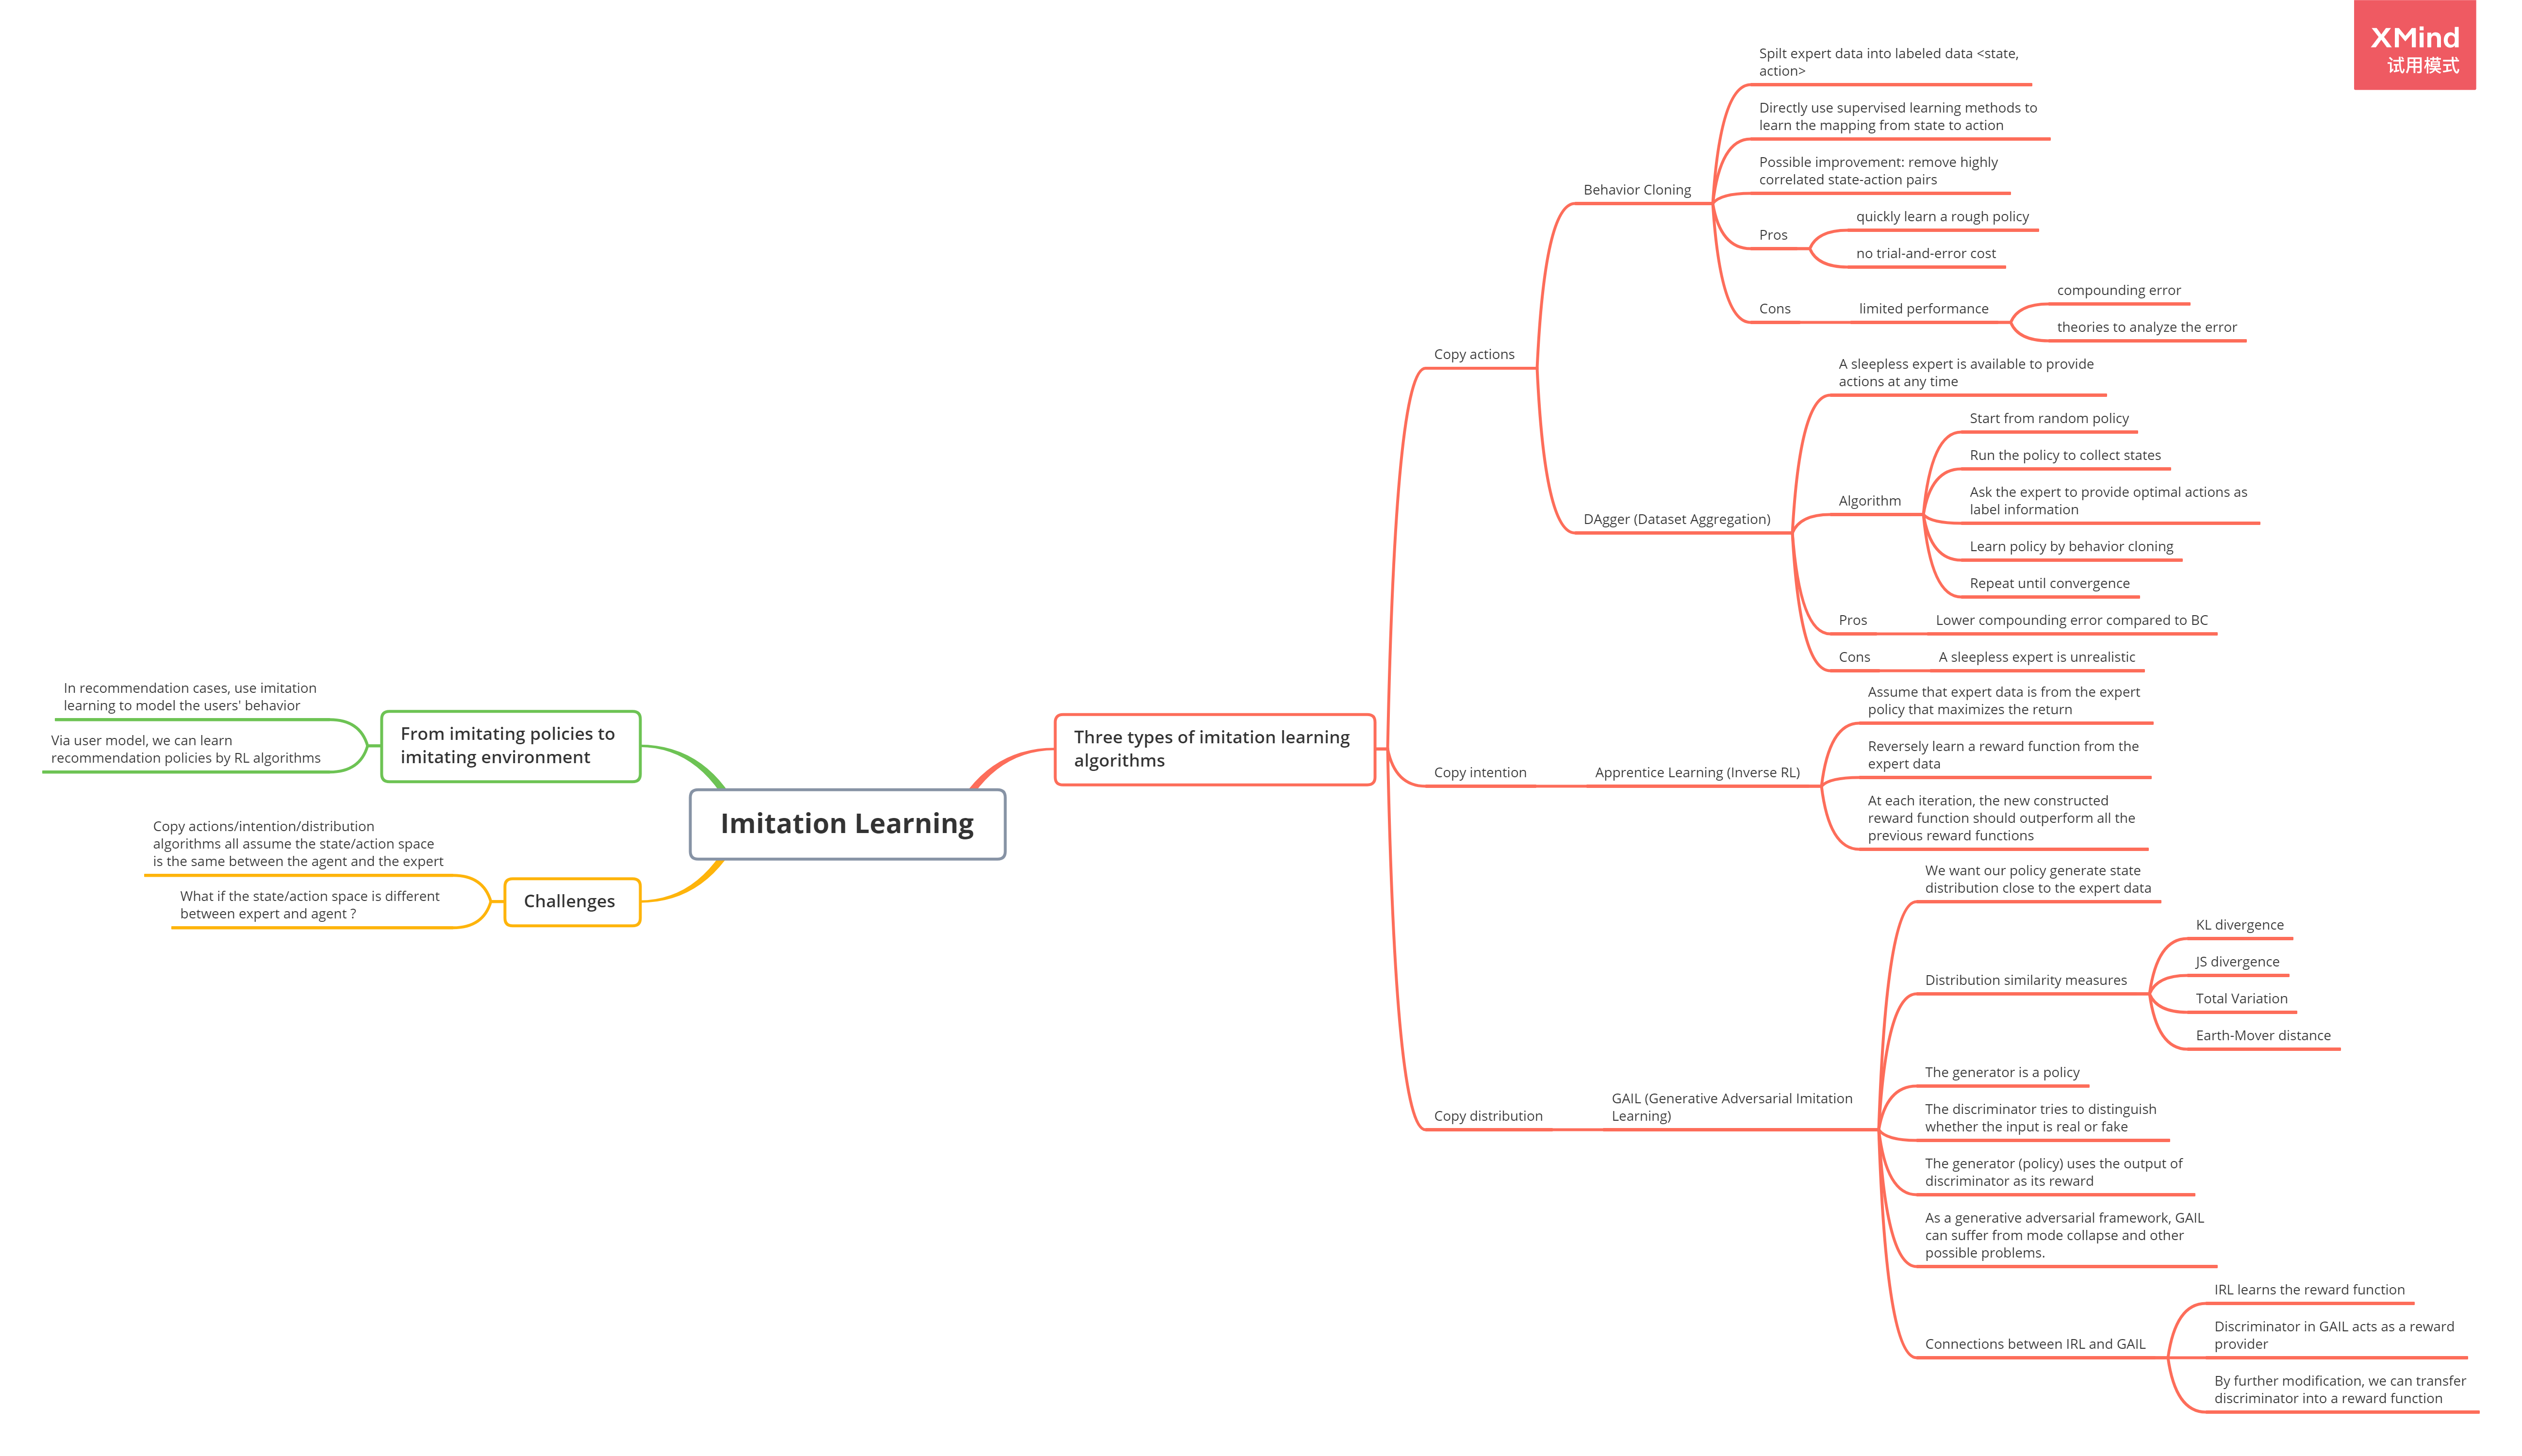 XMind
试用模式
Imitation Learning
Three types of imitation learning
algorithms
Copy actions
Behavior Cloning
Spilt expert data into labeled data <state,
action>
Directly use supervised learning methods to
learn the mapping from state to action
Possible improvement: remove highly
correlated state-action pairs
Pros
quickly learn a rough policy
no trial-and-error cost
Cons
limited performance
compounding error
theories to analyze the error
DAgger (Dataset Aggregation)
A sleepless expert is available to provide
actions at any time
Algorithm
Start from random policy
Run the policy to collect states
Ask the expert to provide optimal actions as
label information
Learn policy by behavior cloning
Repeat until convergence
Pros
Lower compounding error compared to BC
Cons
A sleepless expert is unrealistic
Copy intention
Apprentice Learning (Inverse RL)
Assume that expert data is from the expert
policy that maximizes the return
Reversely learn a reward function from the
expert data
At each iteration, the new constructed
reward function should outperform all the
previous reward functions
Copy distribution
GAIL (Generative Adversarial Imitation
Learning)
We want our policy generate state
distribution close to the expert data
Distribution similarity measures
KL divergence
JS divergence
Total Variation
Earth-Mover distance
The generator is a policy
The discriminator tries to distinguish
whether the input is real or fake
The generator (policy) uses the output of
discriminator as its reward
As a generative adversarial framework, GAIL
can suffer from mode collapse and other
possible problems.
Connections between IRL and GAIL
IRL learns the reward function
Discriminator in GAIL acts as a reward
provider
By further modification, we can transfer
discriminator into a reward function
From imitating policies to
imitating environment
In recommendation cases, use imitation
learning to model the users' behavior
Via user model, we can learn
recommendation policies by RL algorithms
Challenges
Copy actions/intention/distribution
algorithms all assume the state/action space
is the same between the agent and the expert
What if the state/action space is different
between expert and agent ?